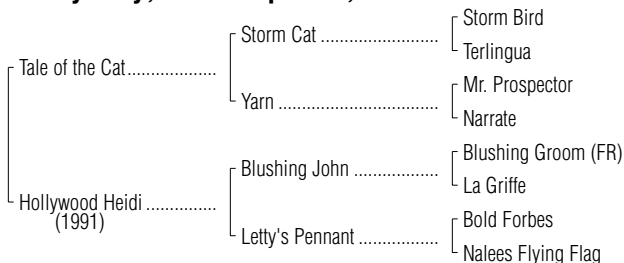 Storm Bird
Storm Cat ........................
Terlingua
Tale of the Cat ..................
Mr. Prospector
Yarn ................................
Narrate
Blushing Groom (FR)
Blushing John .................
La Griffe
Hollywood Heidi ..............
(1991)
Bold Forbes
Letty's Pennant ................
Nalees Flying Flag